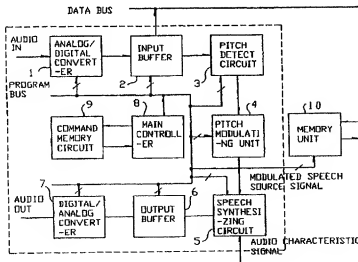 DATA BUS
AUDIO
IN
ANALOG/
DIGITAL
CONVERT
-ER
1
INPUT
BUFFER
2
PITCH
DETECT
CIRCUIT
3
PROGRAM
BUS
9
COMMAND
MEMORY
CIRCUIT
8
MAIN
CONTROLL
-ER
4
PITCH
MODULATI
-NG UNIT
10
MEMORY
UNIT
MODULATED SPEECH
SOURCE SIGNAL
AUDIO
OUT
7
DIGITAL/
ANALOG
CONVERT
-ER
6
OUTPUT
BUFFER
SPEECH
SYNTHESI
-ZING
CIRCUIT
5
AUDIO CHARACTERISTIC
SIGNAL